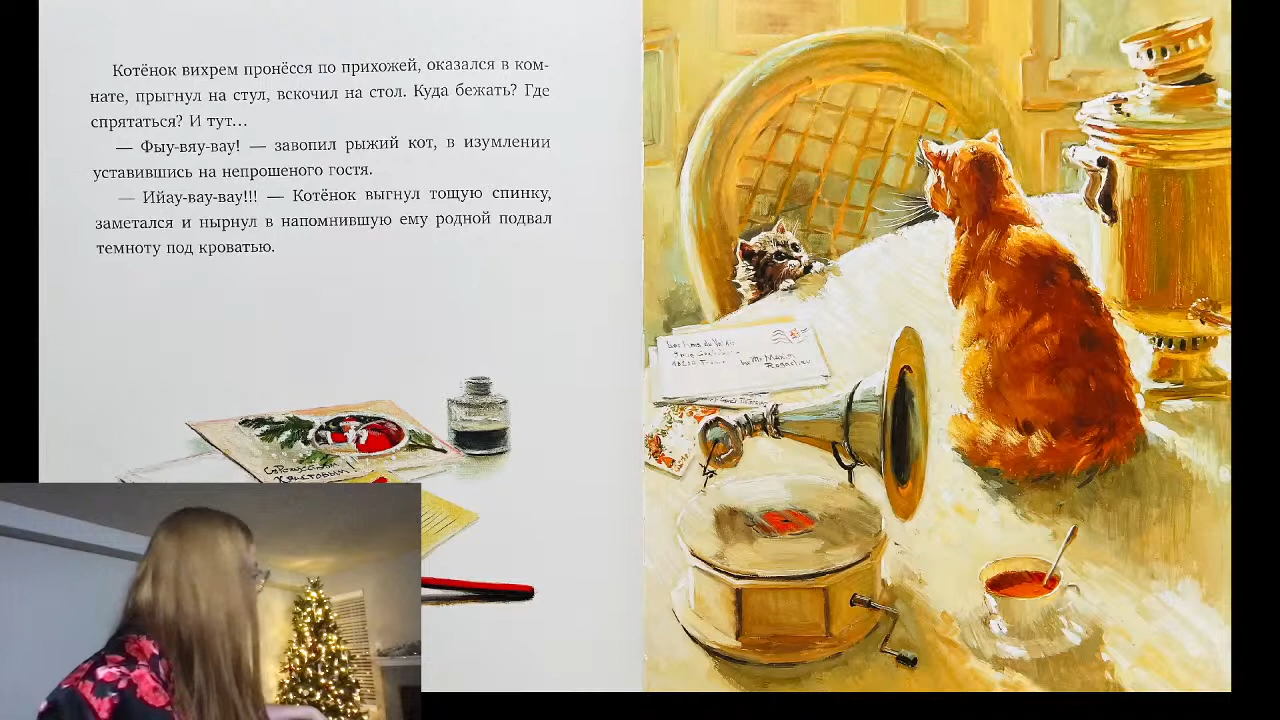 Котёнок вихрем пронёсся по прихожей, оказался в ком-
нате, прыгнул на стул, вскочил на стол. Куда бежать? Где
спрятаться? И тут...
— Фыу-вяу-вау! — завопил рыжий кот, в изумлении
уставившись на непрошеного гостя.
— Ийау-вау-вау!!! — Котёнок выгнул тощую спинку,
заметался и нырнул в напомнившую ему родной подвал
темноту под кроватью.